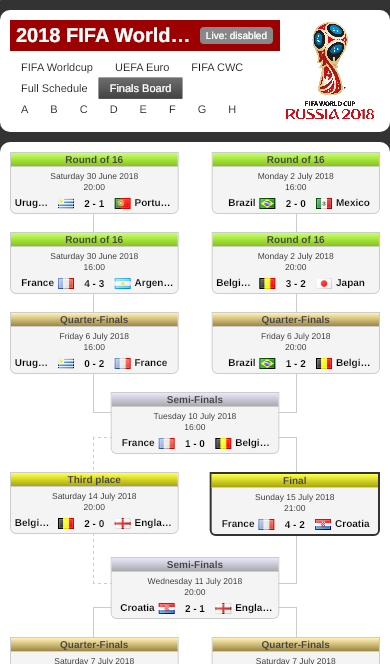 2018 FIFA World… Live: disabled
FIFA Worldcup UEFA Euro FIFA CWC
Full Schedule Finals Board
A B C D E F G H
FIFA WORLD CUP
RUSSIA 2018
Round of 16
Saturday 30 June 2018
20:00
Urug… 2 - 1 Portu…
Round of 16
Monday 2 July 2018
16:00
Brazil 2 - 0 Mexico
Round of 16
Saturday 30 June 2018
16:00
France 4 - 3 Argen…
Round of 16
Monday 2 July 2018
20:00
Belgi… 3 - 2 Japan
Quarter-Finals
Friday 6 July 2018
16:00
Urug… 0 - 2 France
Quarter-Finals
Friday 6 July 2018
20:00
Brazil 1 - 2 Belgi…
Semi-Finals
Tuesday 10 July 2018
16:00
France 1 - 0 Belgi…
Third place
Saturday 14 July 2018
20:00
Belgi… 2 - 0 Engla…
Final
Sunday 15 July 2018
21:00
France 4 - 2 Croatia
Semi-Finals
Wednesday 11 July 2018
20:00
Croatia 2 - 1 Engla…
Quarter-Finals
Saturday 7 July 2018
Quarter-Finals
Saturday 7 July 2018